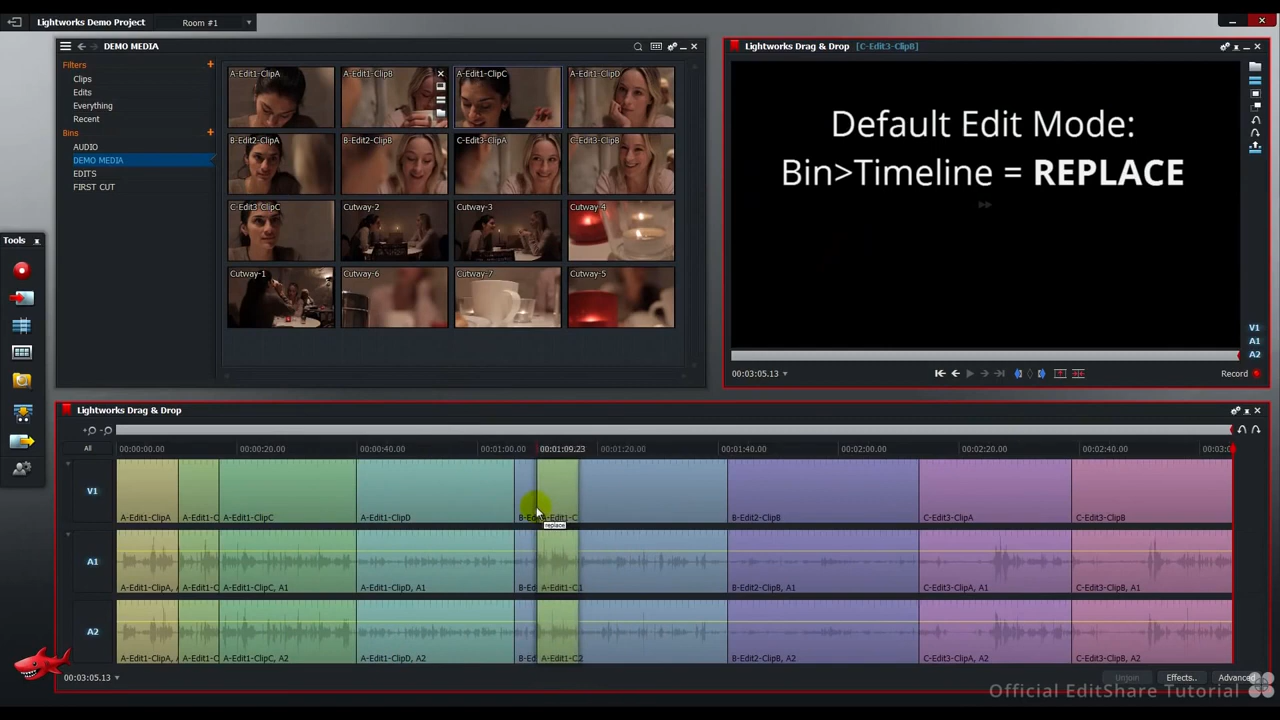 Lightworks Demo Project
Room #1
DEMO MEDIA
Filters
Clips
Edits
Everything
Recent
Bins
AUDIO
DEMO MEDIA
EDITS
FIRST CUT
A-Edit1-ClipA
A-Edit1-ClipB
A-Edit1-ClipC
A-Edit1-ClipD
B-Edit2-ClipA
B-Edit2-ClipB
C-Edit3-ClipA
C-Edit3-ClipB
C-Edit3-ClipC
Cutway-2
Cutway-3
Cutway-4
Cutway-1
Cutway-6
Cutway-7
Cutway-5
Lightworks Drag & Drop [C-Edit3-ClipB]
Default Edit Mode:
Bin>Timeline = REPLACE
V1
A1
A2
00:03:05.13
Record
Tools
Lightworks Drag & Drop
All
00:00:00.00
00:00:20.00
00:00:40.00
00:01:00.00
00:01:09.23
00:01:20.00
00:01:40.00
00:02:00.00
00:02:20.00
00:02:40.00
00:03:0
V1
A-Edit1-ClipA
A-Edit1-C
A-Edit1-ClipC
A-Edit1-ClipD
B-Ed
A-Edit1-C
replace
B-Edit2-ClipB
C-Edit3-ClipA
C-Edit3-ClipB
A1
A-Edit1-ClipA, A
A-Edit1-C
A-Edit1-ClipC, A1
A-Edit1-ClipD, A1
B-Ed
A-Edit1-C
B-Edit2-ClipB, A1
C-Edit3-ClipA, A1
C-Edit3-ClipB, A1
A2
A-Edit1-ClipA, A
A-Edit1-C
A-Edit1-ClipC, A2
A-Edit1-ClipD, A2
B-Ed
A-Edit1-C
B-Edit2-ClipB, A2
C-Edit3-ClipA, A2
C-Edit3-ClipB, A2
00:03:05.13
Unjoin
Effects..
Advanced
Official EditShare Tutorial